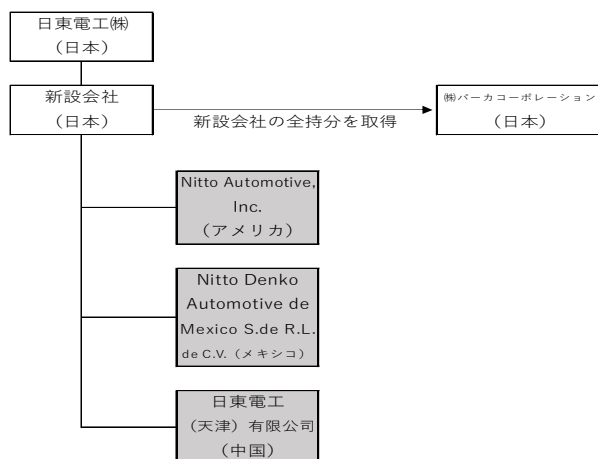 日東電工㈱
（日本）
新設会社
（日本）
新設会社の全持分を取得
㈱パーカコーポレーション
（日本）
Nitto Automotive,
Inc.
（アメリカ）
Nitto Denko
Automotive de
Mexico S.de R.L.
de C.V.（メキシコ）
日東電工
（天津）有限公司
（中国）